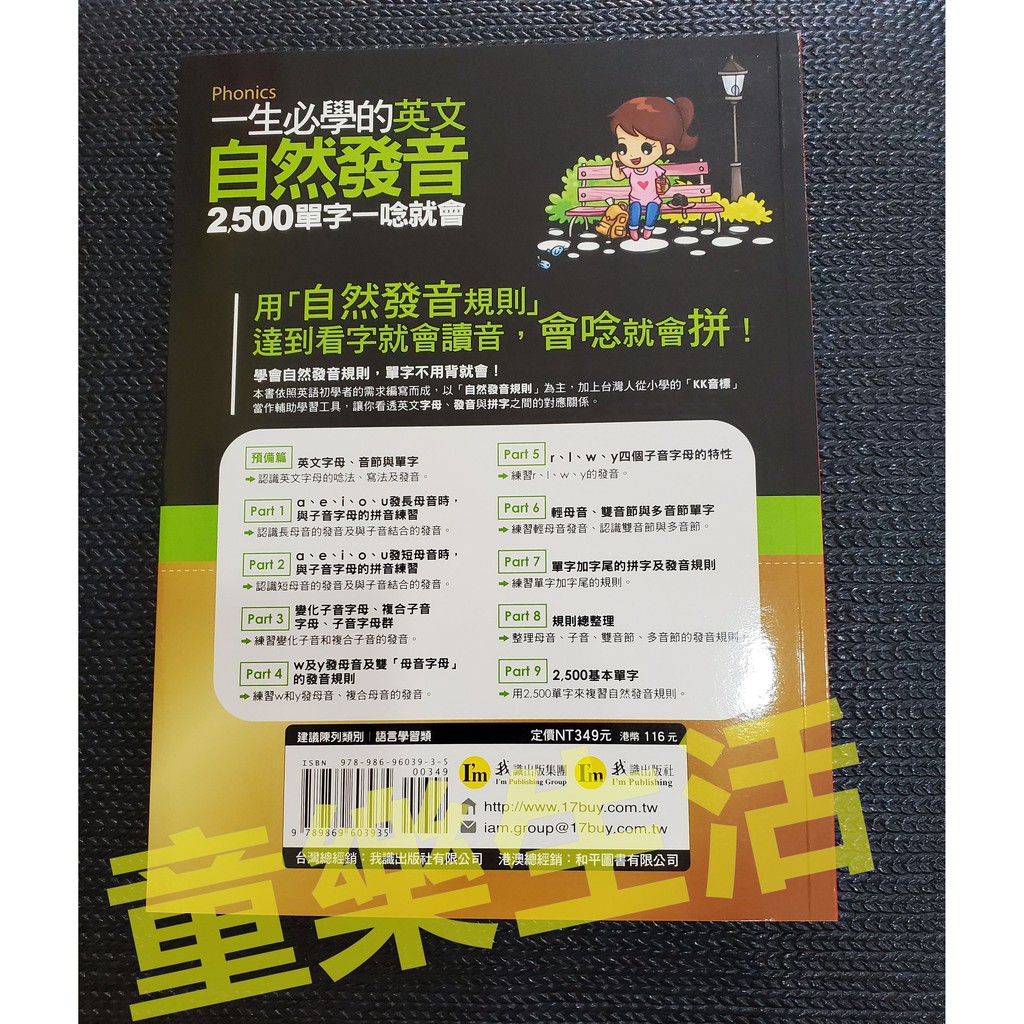 Phonics
一生必學的英文
自然發音
2,500單字一唸就會
用「自然發音規則」
達到看字就會讀音，會唸就會拼！
學會自然發音規則，單字不用背就會！
本書依照英語初學者的需求編寫而成，以「自然發音規則」為主，加上台灣人從小學的「KK音標」
當作輔助學習工具，讓你看透英文字母、發音與拼字之間的對應關係。
預備篇 英文字母、音節與單字
➡認識英文字母的唸法、寫法及發音。
Part 1 a、e、i、o、u發長母音時，
與子音字母的拼音練習
➡認識長母音的發音及與子音結合的發音。
Part 2 a、e、i、o、u發短母音時，
與子音字母的拼音練習
➡認識短母音的發音及與子音結合的發音。
Part 3 變化子音字母、複合子音
字母、子音字母群
➡練習變化子音和複合子音的發音。
Part 4 w及y發母音及雙「母音字母」
的發音規則
➡練習w和y發母音、複合母音的發音。
Part 5 r、l、w、y四個子音字母的特性
➡練習r、l、w、y的發音。
Part 6 輕母音、雙音節與多音節單字
➡練習輕母音發音、認識雙音節與多音節。
Part 7 單字加字尾的拼字及發音規則
➡練習單字加字尾的規則。
Part 8 規則總整理
➡整理母音、子音、雙音節、多音節的發音規則。
Part 9 2,500基本單字
➡用2,500單字來複習自然發音規則。
建議陳列類別｜語言學習類 定價NT349元 港幣 116 元
ISBN 978-986-96039-3-5
00349
9 789869 603935
I'm 我識出版集團 I'm Publishing Group
I'm 我識出版社 I'm Publishing
http://www.17buy.com.tw
iam.group@17buy.com.tw
台灣總經銷：我識出版社有限公司 港澳總經銷：和平圖書有限公司
童樂生活